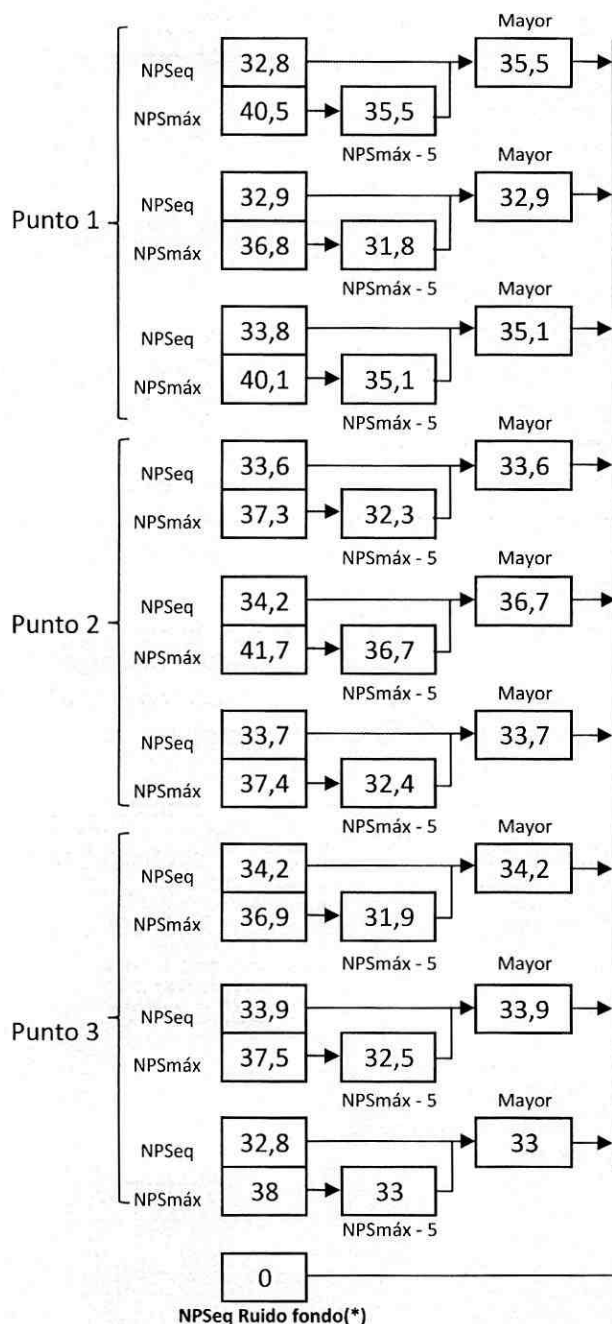 Mayor
NPSeq 32,8 35,5
NPSmáx 40,5 35,5
NPSmáx - 5
Mayor
Punto 1
NPSeq 32,9 32,9
NPSmáx 36,8 31,8
NPSmáx - 5
Mayor
NPSeq 33,8 35,1
NPSmáx 40,1 35,1
NPSmáx - 5
Mayor
NPSeq 33,6 33,6
NPSmáx 37,3 32,3
NPSmáx - 5
Mayor
Punto 2
NPSeq 34,2 36,7
NPSmáx 41,7 36,7
NPSmáx - 5
Mayor
NPSeq 33,7 33,7
NPSmáx 37,4 32,4
NPSmáx - 5
Mayor
NPSeq 34,2 34,2
NPSmáx 36,9 31,9
NPSmáx - 5
Mayor
Punto 3
NPSeq 33,9 33,9
NPSmáx 37,5 32,5
NPSmáx - 5
Mayor
NPSeq 32,8 33
NPSmáx 38 33
NPSmáx - 5
0
NPSeq Ruido fondo(*)